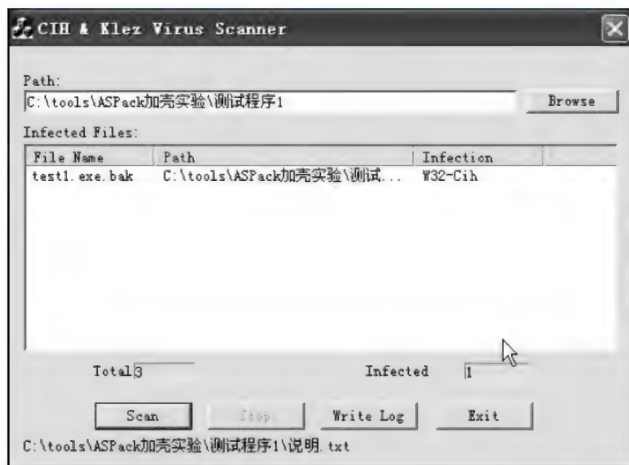 CIH & Klez Virus Scanner
Path:
C:\tools\ASPack加壳实验\测试程序1
Browse
Infected Files:
File Name Path Infection
test1.exe.bak C:\tools\ASPack加壳实验\测试... W32-Cih
Total 3 Infected 1
Scan Stop Write Log Exit
C:\tools\ASPack加壳实验\测试程序1\说明.txt